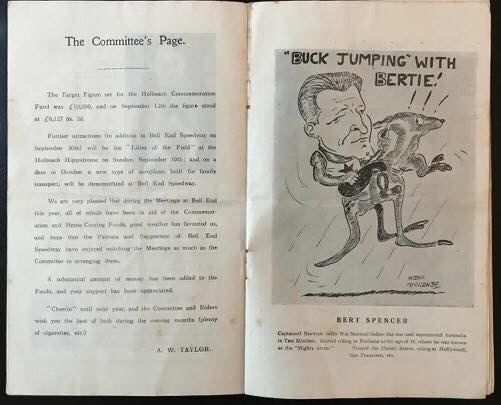 The Committee's Page.
The Target Figure set for the Holbeach Commemoration
Fund was £10,000, and on September 12th the figure stood
at £6,127 6s. 2d.
Further attractions (in addition to Bell End Speedway
on September 30th) will be the "Lilies of the Field" at the
Holbeach Hippodrome on Sunday, September 30th; and on a
date in October a new type of aeroplane, built for family
transport, will be demonstrated at Bell End Speedway.
We are very pleased that during the Meetings at Bell End
this year, all of which have been in aid of the Commemor-
ation and Home-Coming Funds, good weather has favoured us,
and hope that the Patrons and Supporters of Bell End
Speedway have enjoyed watching the Meetings as much as the
Committee in arranging them.
A substantial amount of money has been added to the
Funds, and your support has been appreciated.
"Cheerio" until next year, and the Committee and Riders
wish you the best of luck during the coming months (plenty
of cigarettes, etc.)
A. W. TAYLOR.
"BUCK JUMPING" WITH
BERTIE!
!!!
BERT SPENCER
Captained Norwich before the war and represented Australia
in Test Matches. Started riding in Brisbane at the age of 16, where he was known
as the "Mighty Atom." Toured the United States, riding at Hollywood,
San Francisco, etc.